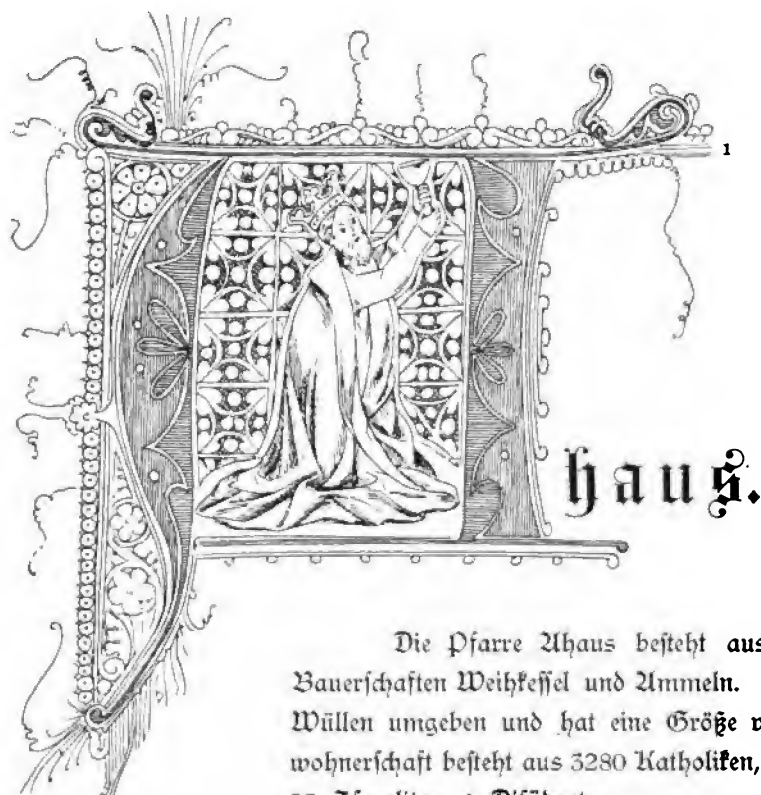 1
Ahaus.
Die Pfarre Ahaus besteht aus
Bauerschaften Weihkessel und Ammeln.
Wüllen umgeben und hat eine Größe
wohnerschaft besteht aus 3280 Katholiken,